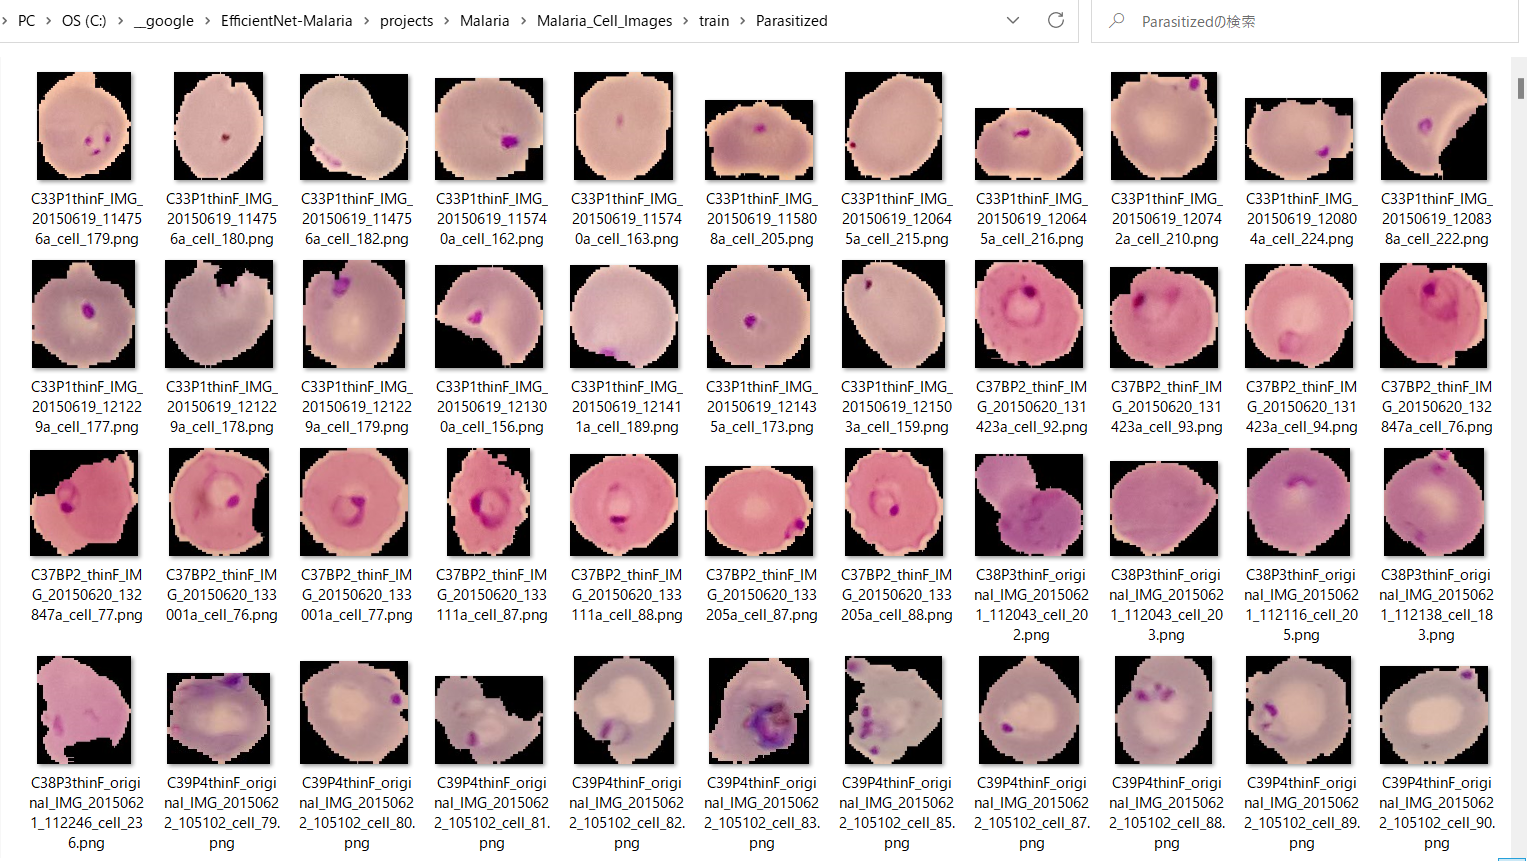 PC > OS (C:) > __google > EfficientNet-Malaria > projects > Malaria > Malaria_Cell_Images > train > Parasitized
Parasitizedの検索
C33P1thinF_IMG_20150619_114756a_cell_179.png
C33P1thinF_IMG_20150619_114756a_cell_180.png
C33P1thinF_IMG_20150619_114756a_cell_182.png
C33P1thinF_IMG_20150619_115740a_cell_162.png
C33P1thinF_IMG_20150619_115740a_cell_163.png
C33P1thinF_IMG_20150619_115808a_cell_205.png
C33P1thinF_IMG_20150619_120645a_cell_215.png
C33P1thinF_IMG_20150619_120645a_cell_216.png
C33P1thinF_IMG_20150619_120742a_cell_210.png
C33P1thinF_IMG_20150619_120804a_cell_224.png
C33P1thinF_IMG_20150619_120838a_cell_222.png
C33P1thinF_IMG_20150619_121229a_cell_177.png
C33P1thinF_IMG_20150619_121229a_cell_178.png
C33P1thinF_IMG_20150619_121229a_cell_179.png
C33P1thinF_IMG_20150619_121300a_cell_156.png
C33P1thinF_IMG_20150619_121411a_cell_189.png
C33P1thinF_IMG_20150619_121435a_cell_173.png
C33P1thinF_IMG_20150619_121503a_cell_159.png
C37BP2_thinF_IMG_20150620_131423a_cell_92.png
C37BP2_thinF_IMG_20150620_131423a_cell_93.png
C37BP2_thinF_IMG_20150620_131423a_cell_94.png
C37BP2_thinF_IMG_20150620_132847a_cell_76.png
C37BP2_thinF_IMG_20150620_132847a_cell_77.png
C37BP2_thinF_IMG_20150620_133001a_cell_76.png
C37BP2_thinF_IMG_20150620_133001a_cell_77.png
C37BP2_thinF_IMG_20150620_133111a_cell_87.png
C37BP2_thinF_IMG_20150620_133111a_cell_88.png
C37BP2_thinF_IMG_20150620_133205a_cell_87.png
C37BP2_thinF_IMG_20150620_133205a_cell_88.png
C38P3thinF_original_IMG_20150621_112043_cell_202.png
C38P3thinF_original_IMG_20150621_112043_cell_203.png
C38P3thinF_original_IMG_20150621_112116_cell_205.png
C38P3thinF_original_IMG_20150621_112138_cell_183.png
C38P3thinF_original_IMG_20150621_112246_cell_236.png
C39P4thinF_original_IMG_20150622_105102_cell_79.png
C39P4thinF_original_IMG_20150622_105102_cell_80.png
C39P4thinF_original_IMG_20150622_105102_cell_81.png
C39P4thinF_original_IMG_20150622_105102_cell_82.png
C39P4thinF_original_IMG_20150622_105102_cell_83.png
C39P4thinF_original_IMG_20150622_105102_cell_85.png
C39P4thinF_original_IMG_20150622_105102_cell_87.png
C39P4thinF_original_IMG_20150622_105102_cell_88.png
C39P4thinF_original_IMG_20150622_105102_cell_89.png
C39P4thinF_original_IMG_20150622_105102_cell_90.png